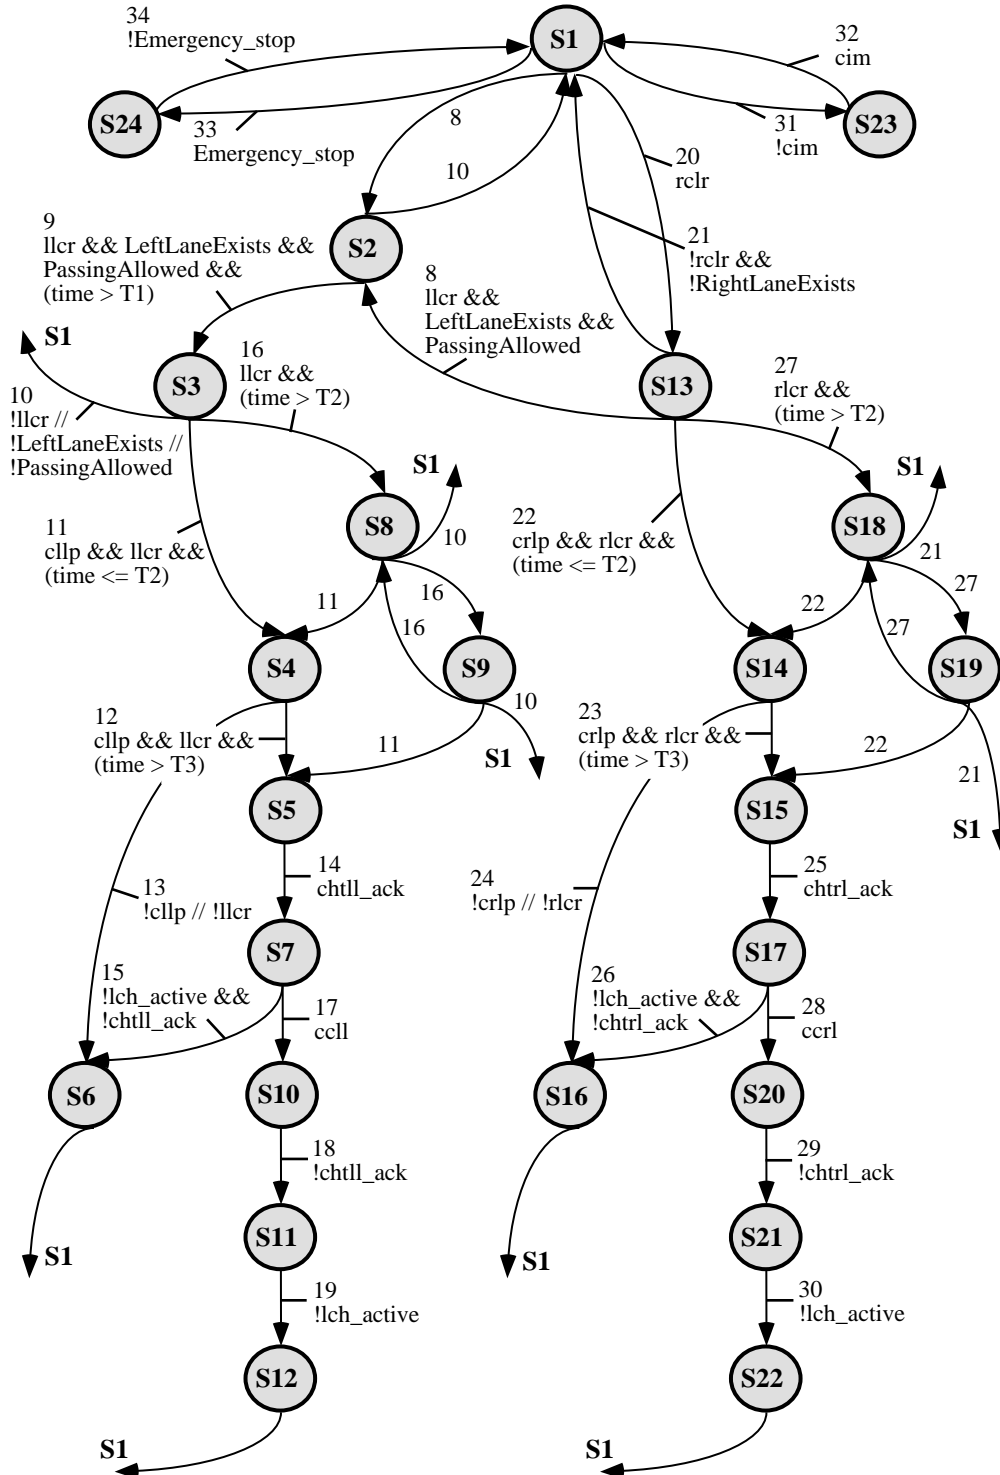 34
!Emergency_stop
S1
32
cim
S24
33
Emergency_stop
8
10
31
!cim
S23
20
rclr
9
llcr && LeftLaneExists &&
PassingAllowed &&
(time > T1)
S2
21
!rclr &&
!RightLaneExists
8
llcr &&
LeftLaneExists &&
PassingAllowed
S1
S3
16
llcr &&
(time > T2)
S13
27
rlcr &&
(time > T2)
10
!llcr //
!LeftLaneExists //
!PassingAllowed
S1
S1
11
cllp && llcr &&
(time <= T2)
S8
10
22
crlp && rlcr &&
(time <= T2)
S18
21
11
16
16
22
27
27
S4
S9
10
S14
S19
12
cllp && llcr &&
(time > T3)
11
S1
23
crlp && rlcr &&
(time > T3)
22
21
S5
S15
S1
14
chtll_ack
25
chtrl_ack
13
!cllp // !llcr
24
!crlp // !rlcr
S7
S17
15
!lch_active &&
!chtll_ack
17
ccll
26
!lch_active &&
!chtrl_ack
28
ccrl
S6
S10
S16
S20
18
!chtll_ack
29
!chtrl_ack
S1
S11
S1
S21
19
!lch_active
30
!lch_active
S12
S22
S1
S1